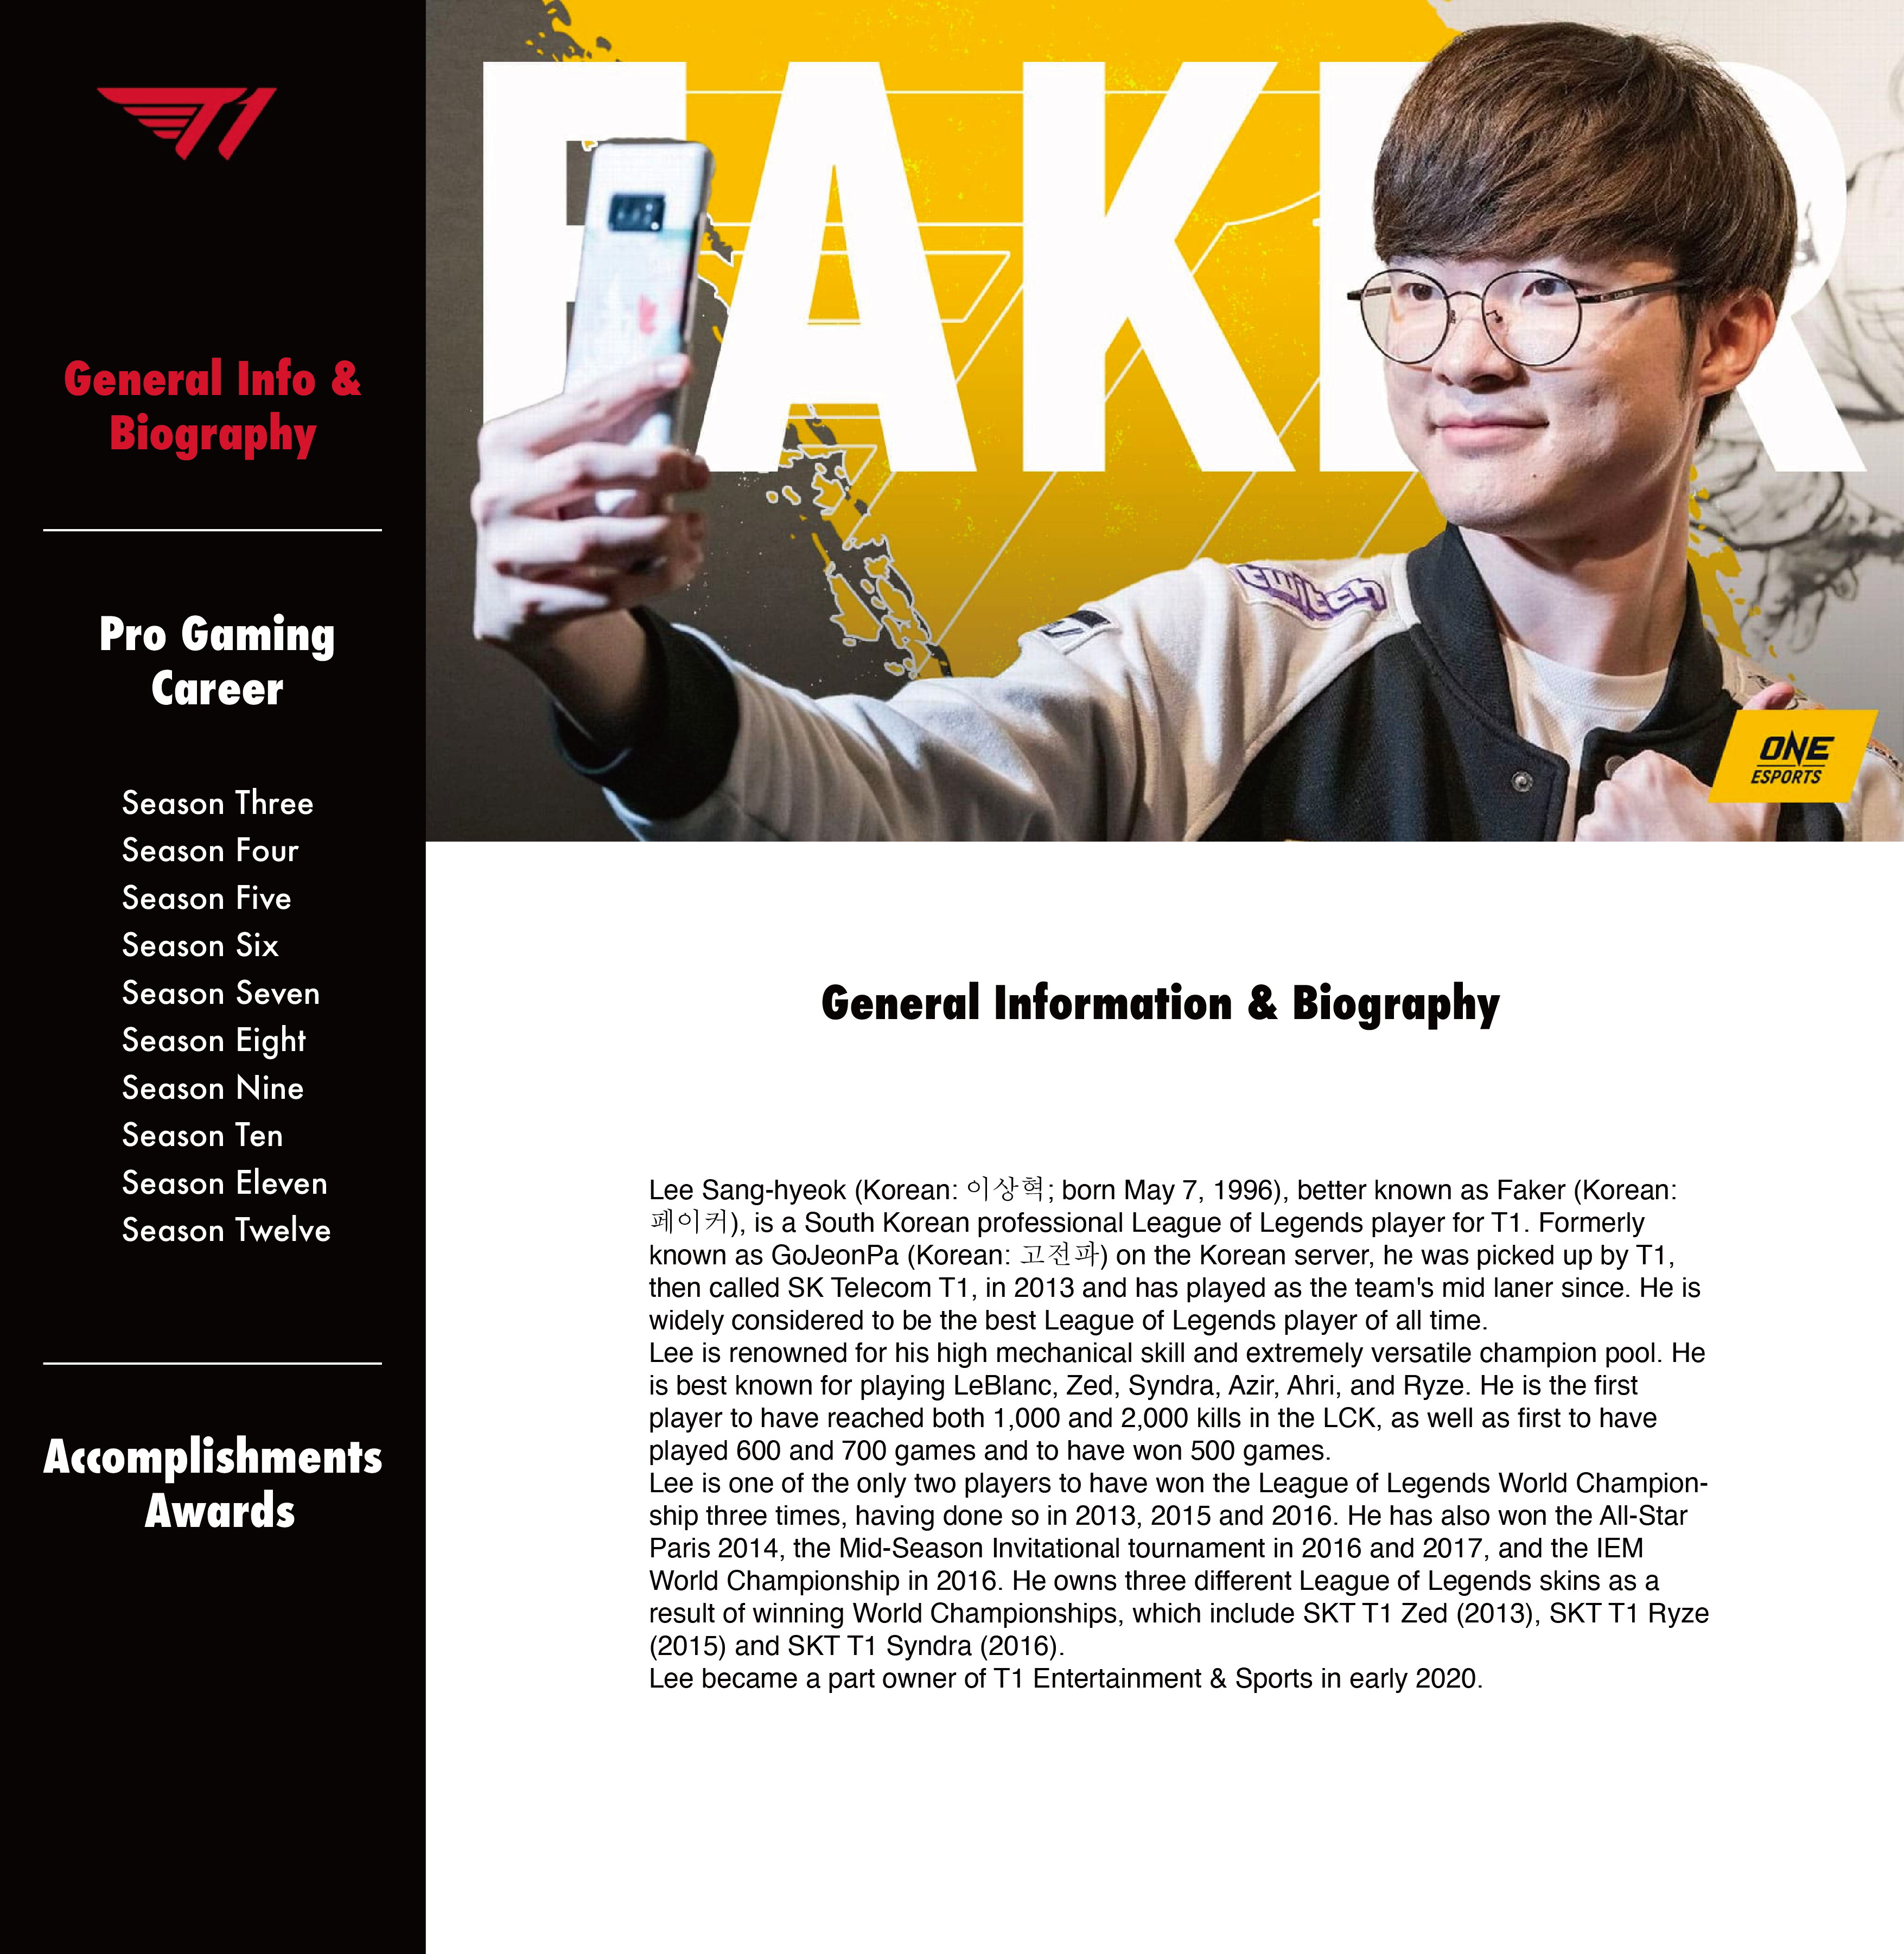 T1
General Info &
Biography
Pro Gaming
Career
Season Three
Season Four
Season Five
Season Six
Season Seven
Season Eight
Season Nine
Season Ten
Season Eleven
Season Twelve
Accomplishments
Awards
FAKER
twitch
ONE
ESPORTS
General Information & Biography
Lee Sang-hyeok (Korean: 이상혁; born May 7, 1996), better known as Faker (Korean:
페이커), is a South Korean professional League of Legends player for T1. Formerly
known as GoJeonPa (Korean: 고전파) on the Korean server, he was picked up by T1,
then called SK Telecom T1, in 2013 and has played as the team's mid laner since. He is
widely considered to be the best League of Legends player of all time.
Lee is renowned for his high mechanical skill and extremely versatile champion pool. He
is best known for playing LeBlanc, Zed, Syndra, Azir, Ahri, and Ryze. He is the first
player to have reached both 1,000 and 2,000 kills in the LCK, as well as first to have
played 600 and 700 games and to have won 500 games.
Lee is one of the only two players to have won the League of Legends World Champion-
ship three times, having done so in 2013, 2015 and 2016. He has also won the All-Star
Paris 2014, the Mid-Season Invitational tournament in 2016 and 2017, and the IEM
World Championship in 2016. He owns three different League of Legends skins as a
result of winning World Championships, which include SKT T1 Zed (2013), SKT T1 Ryze
(2015) and SKT T1 Syndra (2016).
Lee became a part owner of T1 Entertainment & Sports in early 2020.